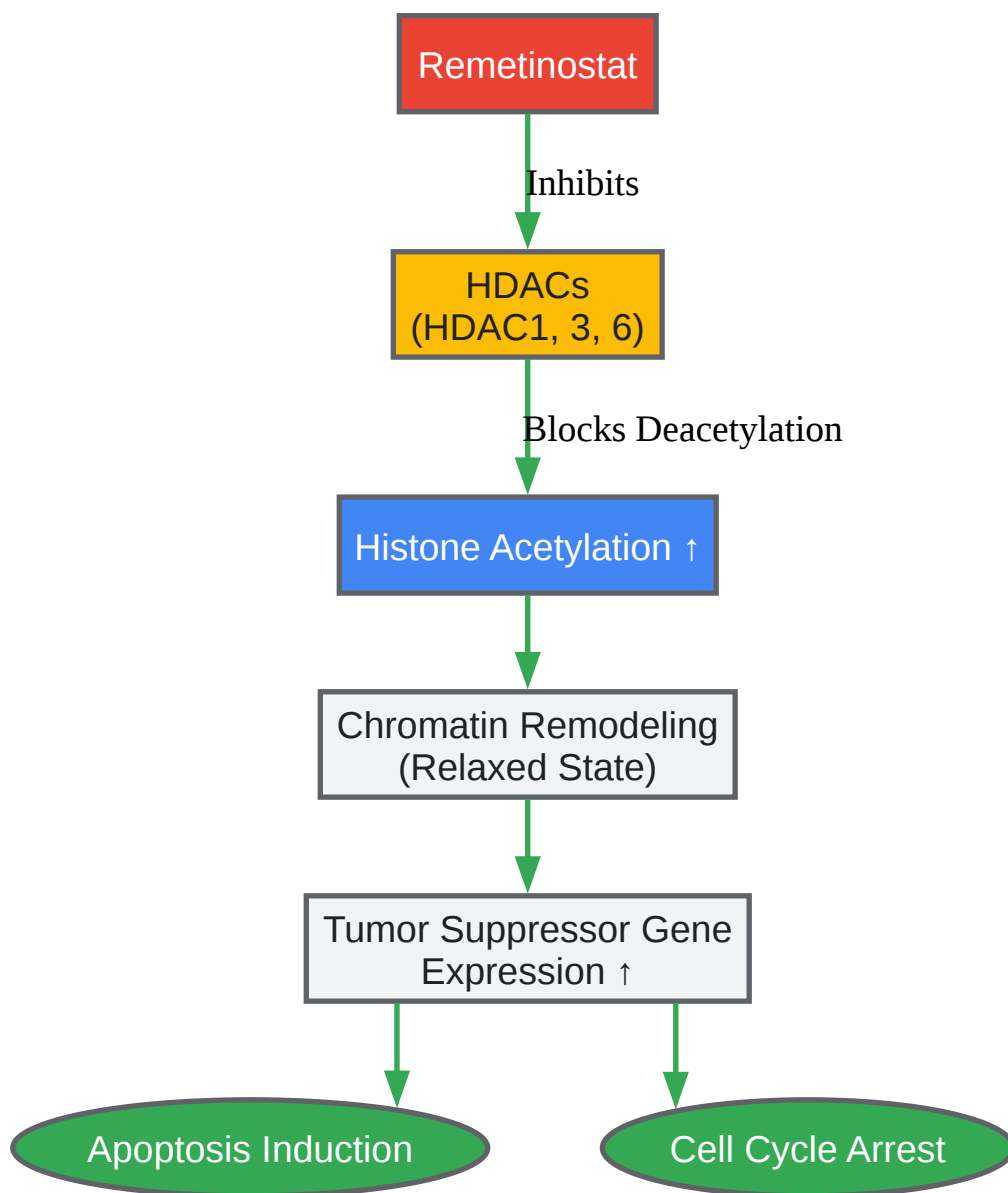 Remetinostat
Inhibits
HDACs
(HDAC1, 3, 6)
Blocks Deacetylation
Histone Acetylation ↑
Chromatin Remodeling
(Relaxed State)
Tumor Suppressor Gene
Expression ↑
Apoptosis Induction
Cell Cycle Arrest